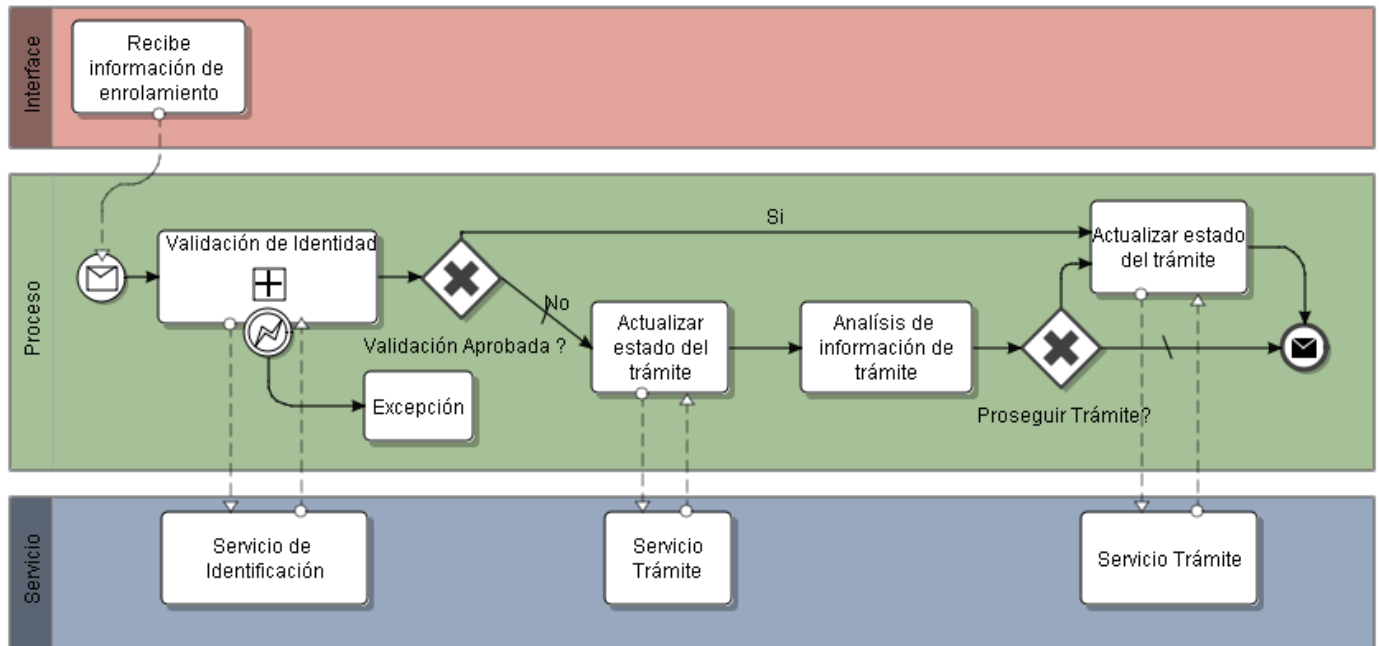 Interface
Recibe
información de
enrolamiento
Proceso
Validación de Identidad
Si
No
Validación Aprobada ?
Excepción
Actualizar
estado del
trámite
Analísis de
información de
trámite
Proseguir Trámite?
Actualizar estado
del trámite
Servicio
Servicio de
Identificación
Servicio
Trámite
Servicio Trámite